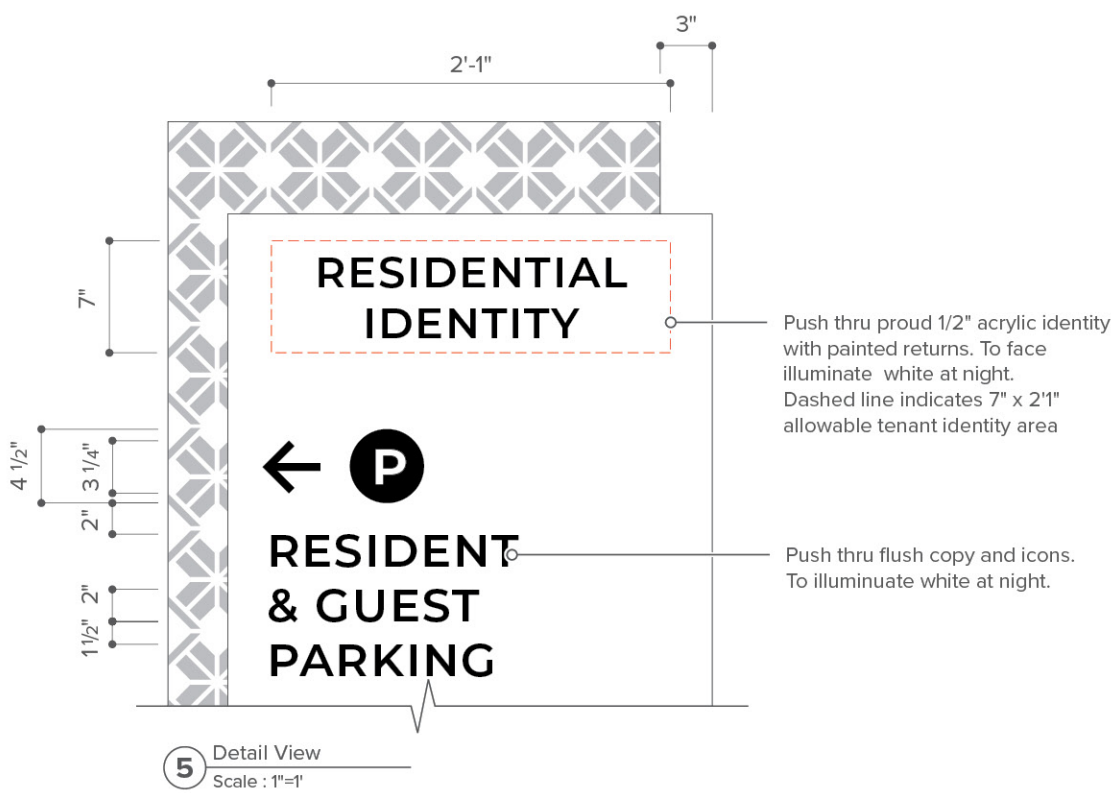 3"
2'-1"
RESIDENTIAL
IDENTITY
7"
Push thru proud 1/2" acrylic identity
with painted returns. To face
illuminate white at night.
Dashed line indicates 7" x 2'1"
allowable tenant identity area
4 1/2"
3 1/4"
P
2"
RESIDENT
Push thru flush copy and icons.
To illuminuate white at night.
2"
& GUEST
1 1/2"
PARKING
5
Detail View
Scale : 1"=1'